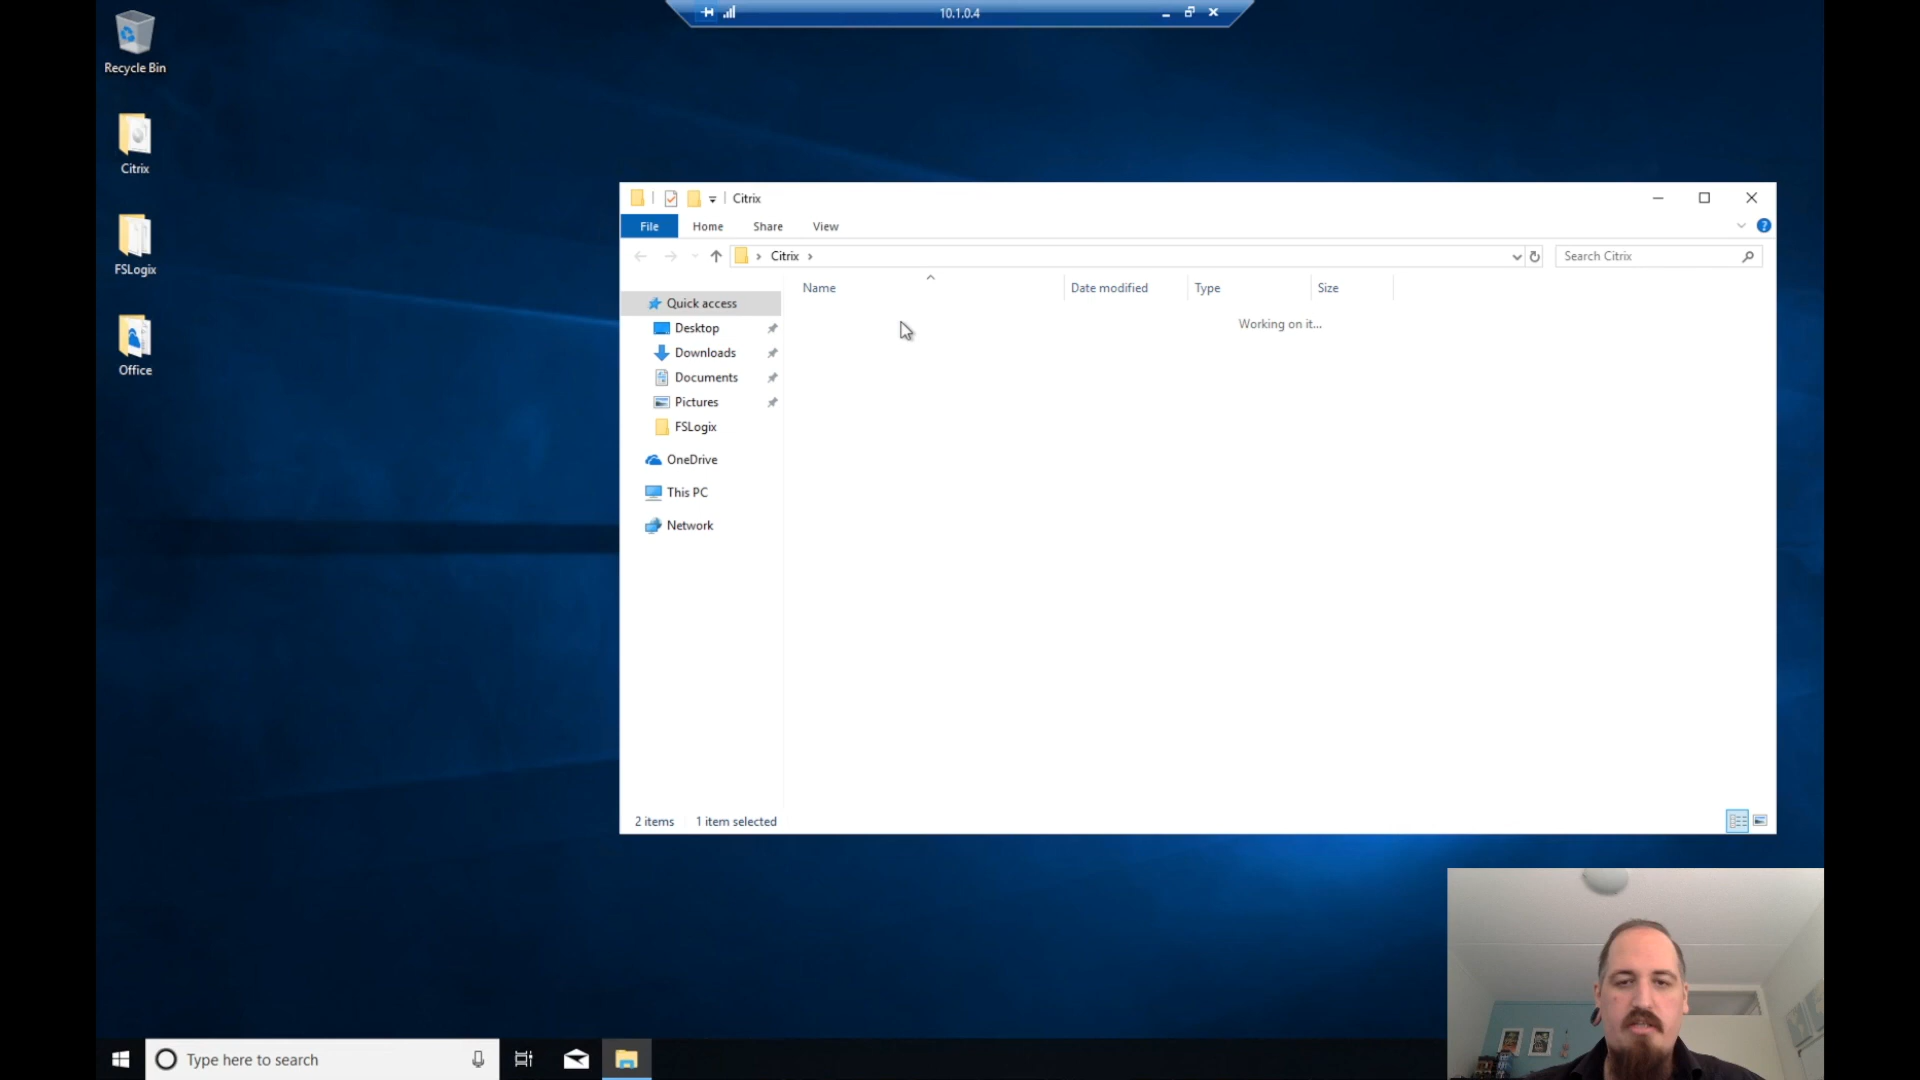 10.1.0.4
Recycle Bin
Citrix
FSLogix
Office
Citrix
File Home Share View
Citrix
Search Citrix
Name Date modified Type Size
Working on it...
Quick access
Desktop
Downloads
Documents
Pictures
FSLogix
OneDrive
This PC
Network
2 items 1 item selected
Type here to search